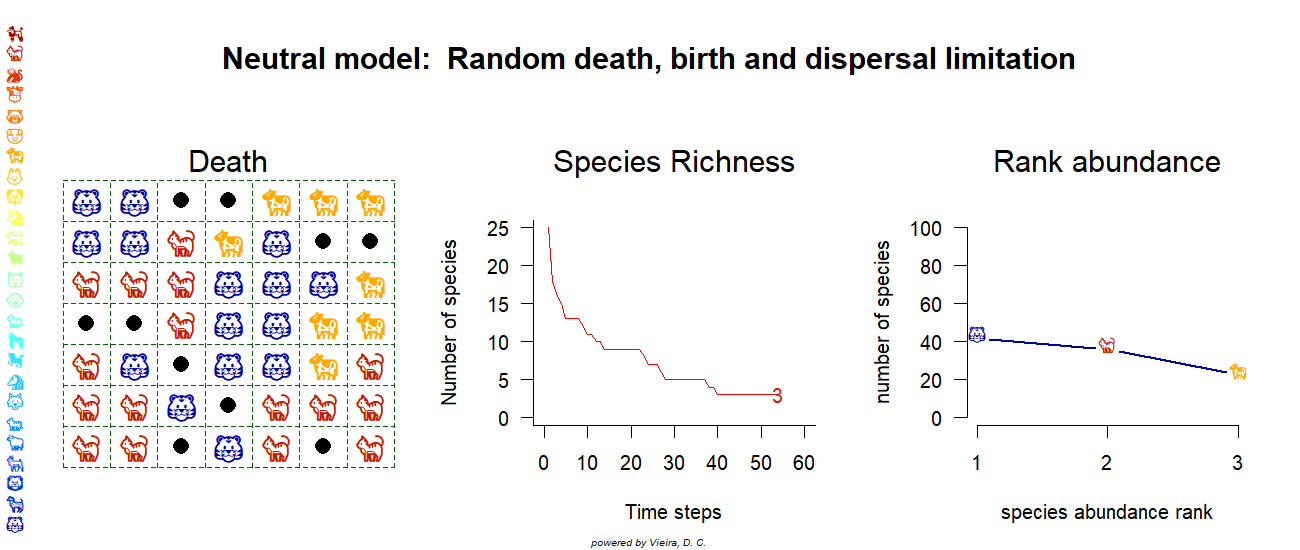 Neutral model:  Random death, birth and dispersal limitation
Death
Species Richness
Number of species
25
20
15
10
5
0
3
0 10 20 30 40 50 60
Time steps
Rank abundance
number of species
100
80
60
40
20
0
1 2 3
species abundance rank
powered by Vieira, D. C.